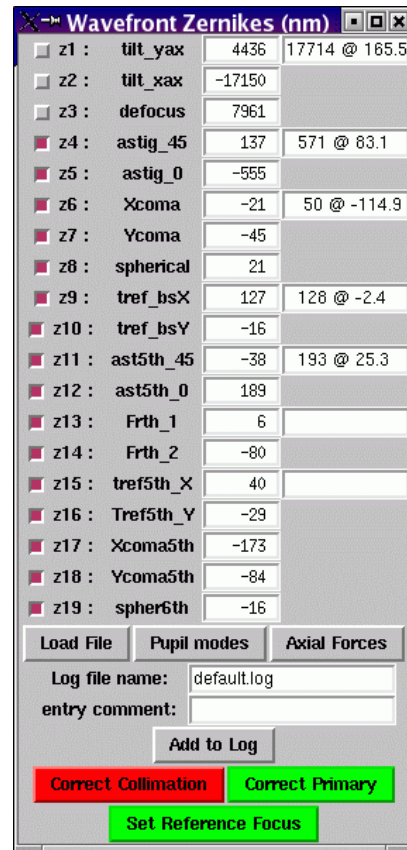 Wavefront Zernikes (nm)
z1 : tilt_yax 4436 17714 @ 165.5
z2 : tilt_xax -17150
z3 : defocus 7961
z4 : astig_45 137 571 @ 83.1
z5 : astig_0 -555
z6 : Xcoma -21 50 @ -114.9
z7 : Ycoma -45
z8 : spherical 21
z9 : tref_bsX 127 128 @ -2.4
z10 : tref_bsY -16
z11 : ast5th_45 -38 193 @ 25.3
z12 : ast5th_0 189
z13 : Frth_1 6
z14 : Frth_2 -80
z15 : tref5th_X 40
z16 : Tref5th_Y -29
z17 : Xcoma5th -173
z18 : Ycoma5th -84
z19 : spher6th -16
Load File Pupil modes Axial Forces
Log file name: default.log
entry comment:
Add to Log
Correct Collimation Correct Primary
Set Reference Focus